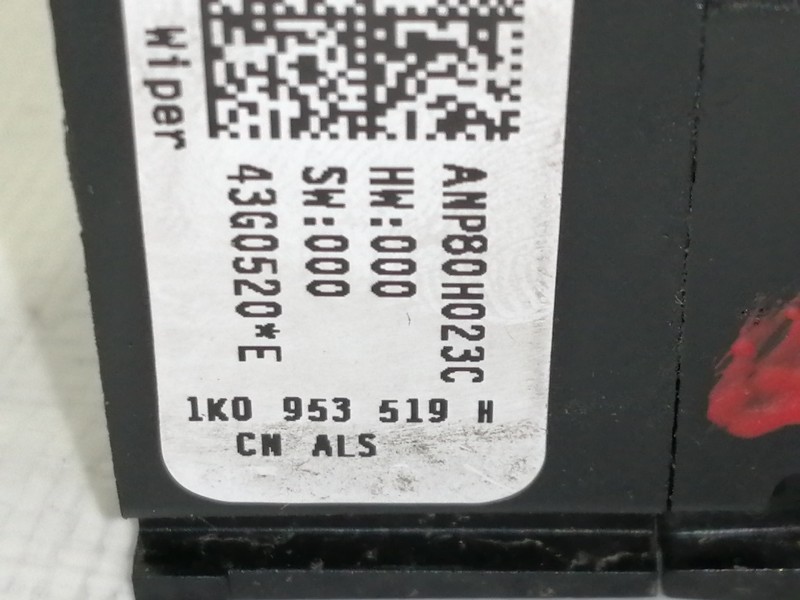 Wiper
ANP80H023C
HW:000
SW:000
43G0520*E
1K0 953 519 H
CN ALS